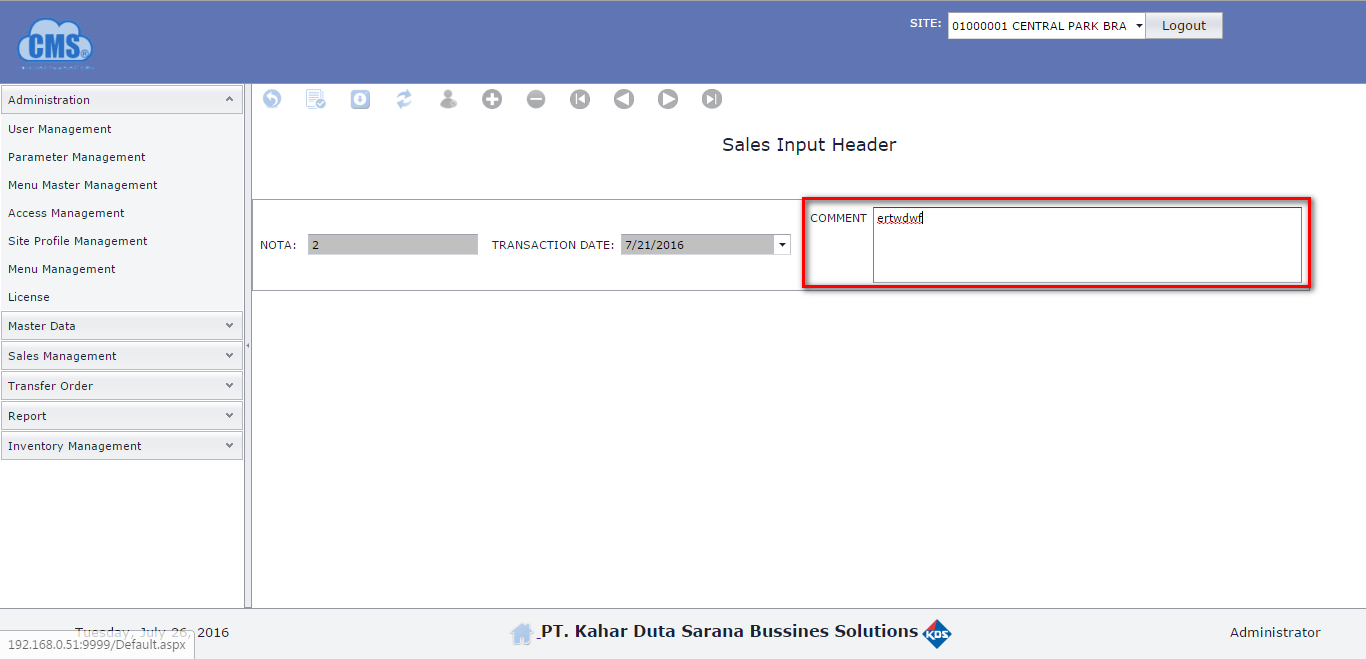 SITE: 01000001 CENTRAL PARK BRA Logout
CMS
Administration
User Management
Parameter Management
Menu Master Management
Access Management
Site Profile Management
Menu Management
License
Master Data
Sales Management
Transfer Order
Report
Inventory Management
Sales Input Header
NOTA: 2 TRANSACTION DATE: 7/21/2016
COMMENT ertwdwf
Tuesday, July 26, 2016
192.168.0.51:9999/Default.aspx
PT. Kahar Duta Sarana Bussines Solutions KDS
Administrator